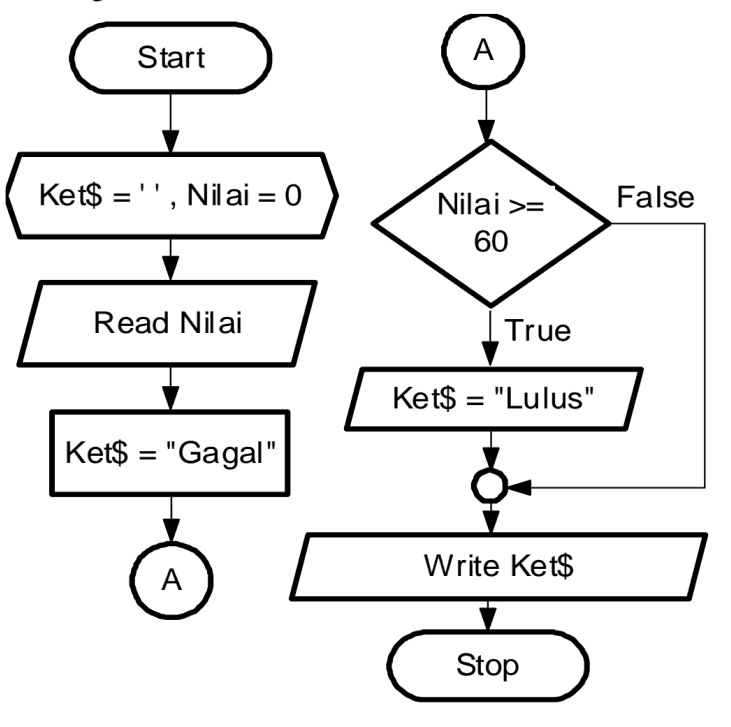 Start
Ket$ = ' ' , Nilai = 0
Read Nilai
Ket$ = "Gagal"
A
A
Nilai >=
60
False
True
Ket$ = "Lulus"
Write Ket$
Stop